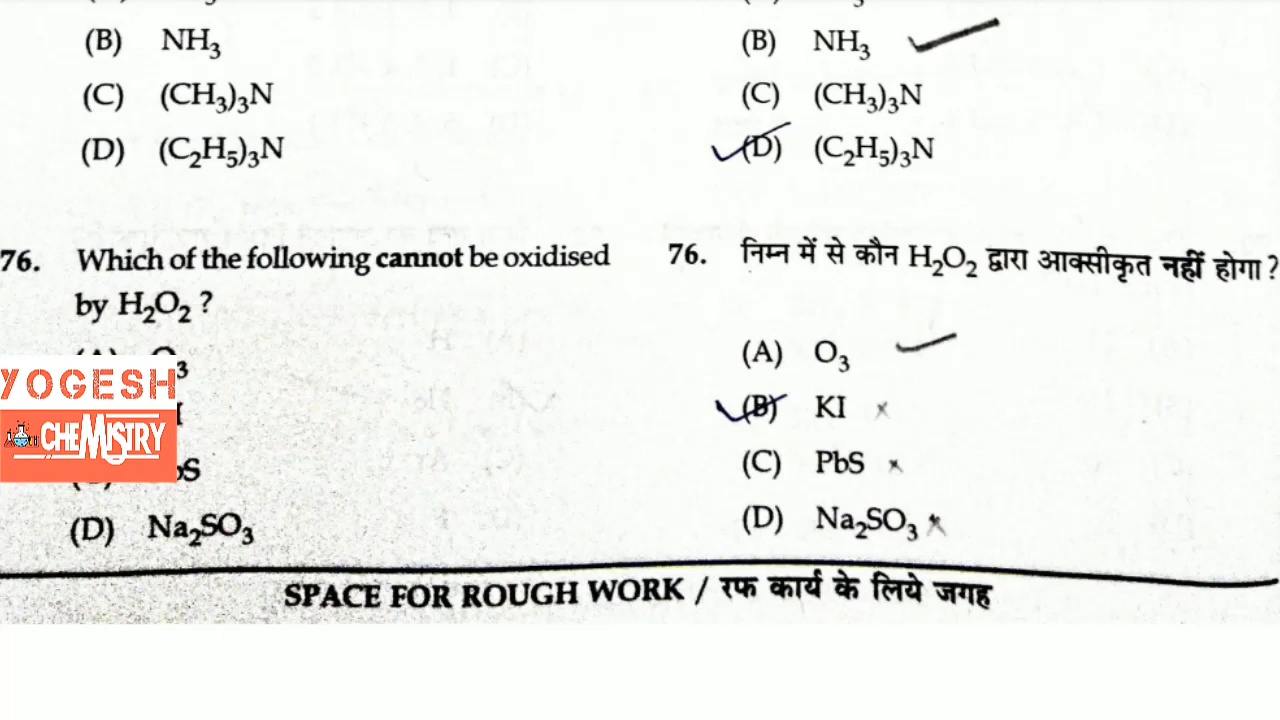 (B) NH₃
(C) (CH₃)₃N
(D) (C₂H₅)₃N
76. Which of the following cannot be oxidised
by H₂O₂ ?
3
YOGESH
CHEMISTRY
S
(D) Na₂SO₃
(B) NH₃
(C) (CH₃)₃N
(D) (C₂H₅)₃N
76. निम्न में से कौन H₂O₂ द्वारा आक्सीकृत नहीं होगा ?
(A) O₃
(B) KI
(C) PbS
(D) Na₂SO₃
SPACE FOR ROUGH WORK / रफ कार्य के लिये जगह